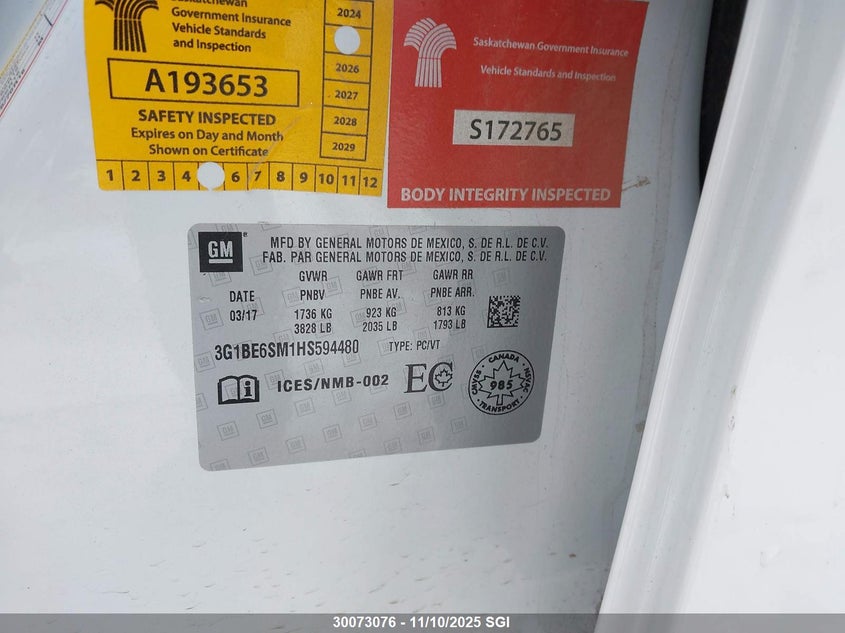 Saskatchewan
Government Insurance
Vehicle Standards
and Inspection
A193653
SAFETY INSPECTED
Expires on Day and Month
Shown on Certificate
2024
2026
2027
2028
2029
1 2 3 4 6 7 8 9 10 11 12
Saskatchewan Government Insurance
Vehicle Standards and Inspection
S172765
BODY INTEGRITY INSPECTED
GM
MFD BY GENERAL MOTORS DE MEXICO, S. DE R.L. DE C.V.
FAB. PAR GENERAL MOTORS DE MEXICO, S. DE R.L. DE C.V.
GVWR GAWR FRT GAWR RR
DATE PNBV PNBE AV. PNBE ARR.
03/17 1736 KG 923 KG 813 KG
3828 LB 2035 LB 1793 LB
3G1BE6SM1HS594480 TYPE: PC/VT
ICES/NMB-002 EC
CANADA
CMVSS 985 NSVAC
TRANSPORT
30073076 - 11/10/2025 SGI